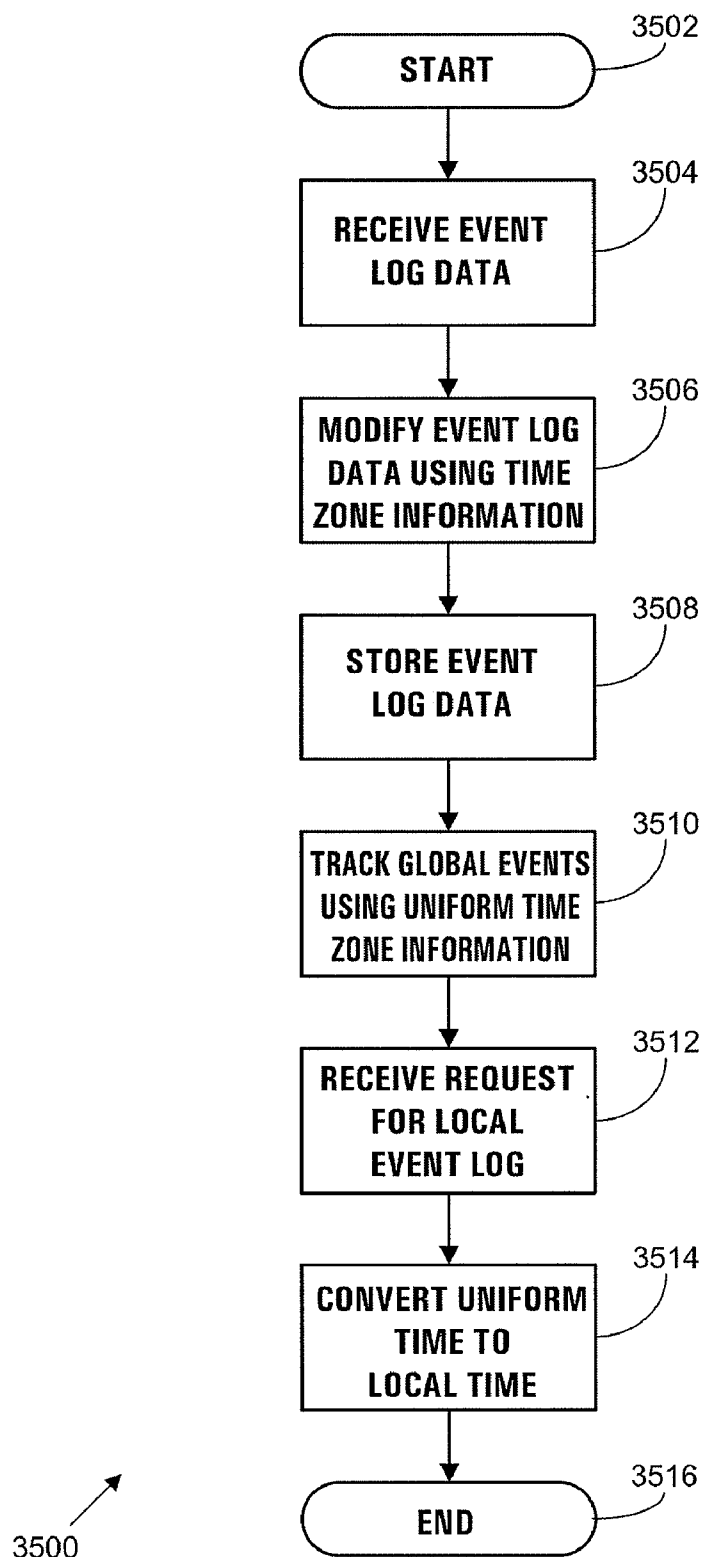 3502
START
3504
RECEIVE EVENT
LOG DATA
3506
MODIFY EVENT LOG
DATA USING TIME
ZONE INFORMATION
3508
STORE EVENT
LOG DATA
3510
TRACK GLOBAL EVENTS
USING UNIFORM TIME
ZONE INFORMATION
3512
RECEIVE REQUEST
FOR LOCAL
EVENT LOG
3514
CONVERT UNIFORM
TIME TO
LOCAL TIME
3516
END
3500